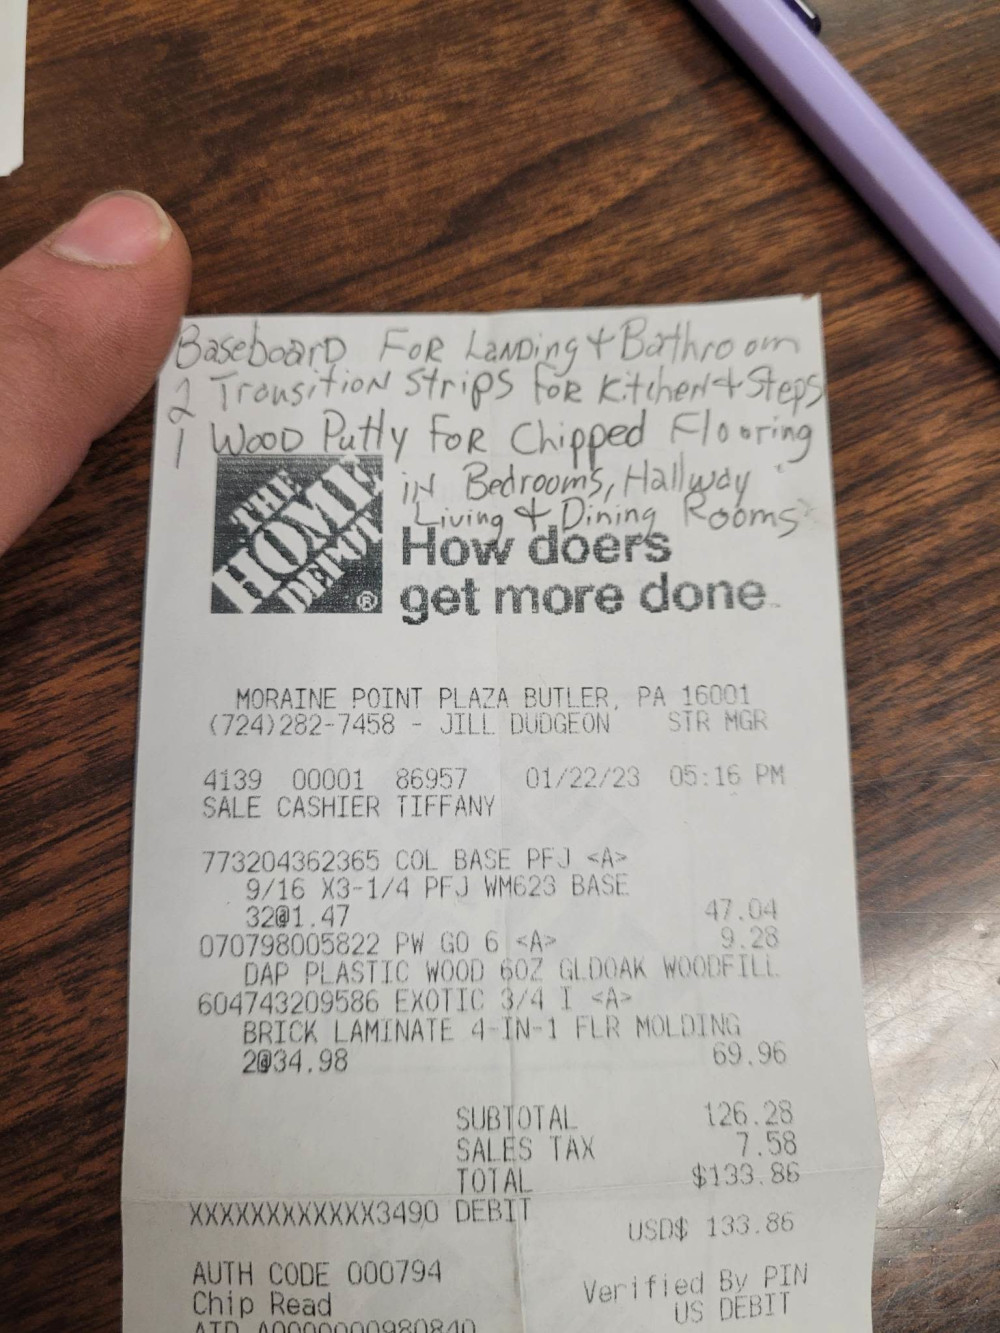 Baseboard For Landing + Bathroom
2 Transition Strips for Kitchen + Steps
1 Wood Putty For Chipped Flooring
in Bedrooms, Hallway
Living + Dining Rooms
THE HOME DEPOT ®
How doers
get more done™
MORAINE POINT PLAZA BUTLER, PA 16001
(724)282-7458 - JILL DUDGEON STR MGR
4139 00001 86957 01/22/23 05:16 PM
SALE CASHIER TIFFANY
773204362365 COL BASE PFJ <A>
9/16 X3-1/4 PFJ WM623 BASE
32@1.47 47.04
070798005822 PW GO 6 <A> 9.28
DAP PLASTIC WOOD 6OZ GLDOAK WOODFILL
604743209586 EXOTIC 3/4 I <A>
BRICK LAMINATE 4-IN-1 FLR MOLDING
2@34.98 69.96
SUBTOTAL 126.28
SALES TAX 7.58
TOTAL $133.86
XXXXXXXXXXXX3490 DEBIT
USD$ 133.86
AUTH CODE 000794
Chip Read Verified By PIN
AID A0000000980840 US DEBIT